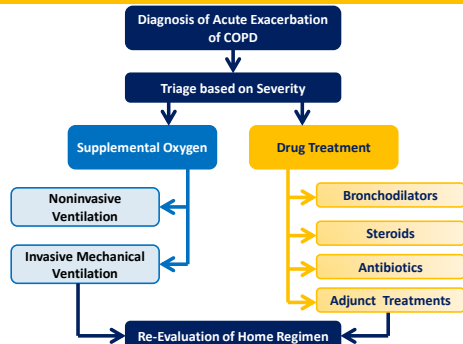 Diagnosis of Acute Exacerbation
of COPD
Triage based on Severity
Supplemental Oxygen
Drug Treatment
Noninvasive
Ventilation
Invasive Mechanical
Ventilation
Bronchodilators
Steroids
Antibiotics
Adjunct Treatments
Re-Evaluation of Home Regimen